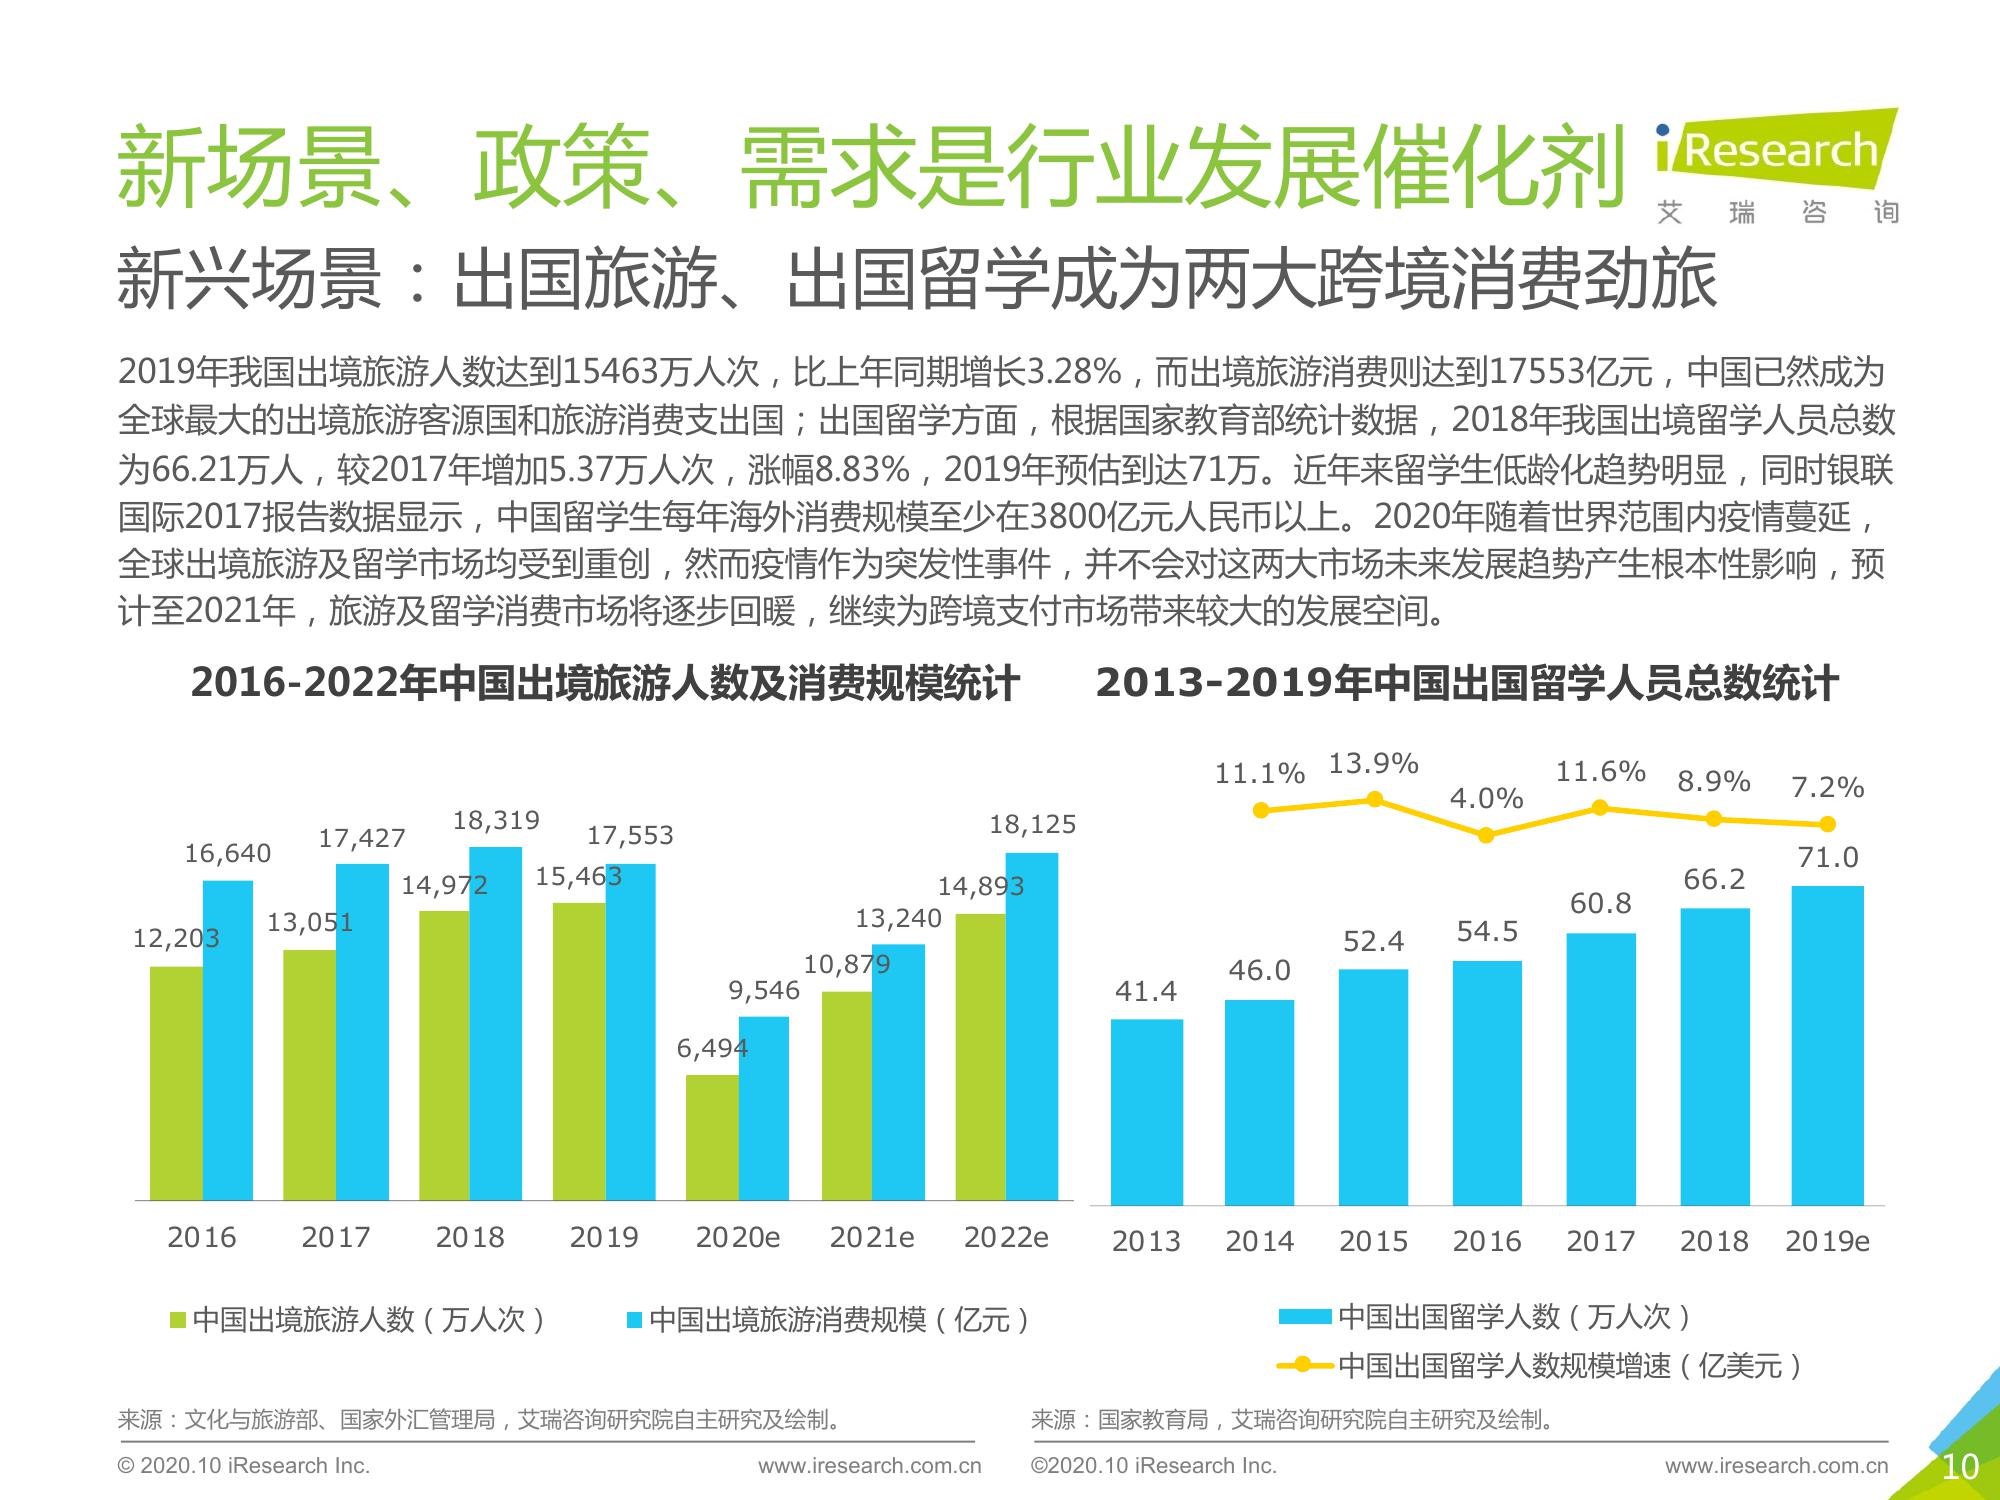 新场景、政策、需求是行业发展催化剂
iResearch
艾瑞咨询
新兴场景：出国旅游、出国留学成为两大跨境消费劲旅
2019年我国出境旅游人数达到15463万人次，比上年同期增长3.28%，而出境旅游消费则达到17553亿元，中国已然成为
全球最大的出境旅游客源国和旅游消费支出国；出国留学方面，根据国家教育部统计数据，2018年我国出境留学人员总数
为66.21万人，较2017年增加5.37万人次，涨幅8.83%，2019年预估到达71万。近年来留学生低龄化趋势明显，同时银联
国际2017报告数据显示，中国留学生每年海外消费规模至少在3800亿元人民币以上。2020年随着世界范围内疫情蔓延，
全球出境旅游及留学市场均受到重创，然而疫情作为突发性事件，并不会对这两大市场未来发展趋势产生根本性影响，预
计至2021年，旅游及留学消费市场将逐步回暖，继续为跨境支付市场带来较大的发展空间。
2016-2022年中国出境旅游人数及消费规模统计
12,203
16,640
13,051
17,427
14,972
18,319
15,463
17,553
6,494
9,546
10,879
13,240
14,893
18,125
2016
2017
2018
2019
2020e
2021e
2022e
中国出境旅游人数（万人次）
中国出境旅游消费规模（亿元）
来源：文化与旅游部、国家外汇管理局，艾瑞咨询研究院自主研究及绘制。
© 2020.10 iResearch Inc.
www.iresearch.com.cn
2013-2019年中国出国留学人员总数统计
11.1%
13.9%
4.0%
11.6%
8.9%
7.2%
41.4
46.0
52.4
54.5
60.8
66.2
71.0
2013
2014
2015
2016
2017
2018
2019e
中国出国留学人数（万人次）
中国出国留学人数规模增速（亿美元）
来源：国家教育局，艾瑞咨询研究院自主研究及绘制。
©2020.10 iResearch Inc.
www.iresearch.com.cn
10